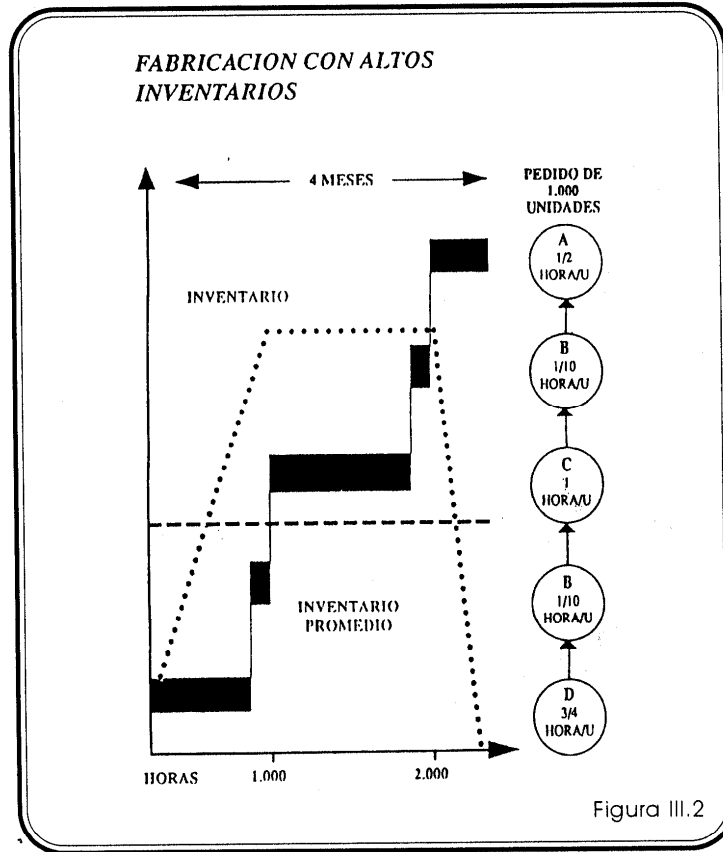 FABRICACION CON ALTOS
INVENTARIOS
4 MESES
PEDIDO DE
1.000
UNIDADES
A
1/2
HORA/U
INVENTARIO
B
1/10
HORA/U
C
1
HORA/U
B
1/10
HORA/U
INVENTARIO
PROMEDIO
D
3/4
HORA/U
HORAS
1.000
2.000
Figura III.2